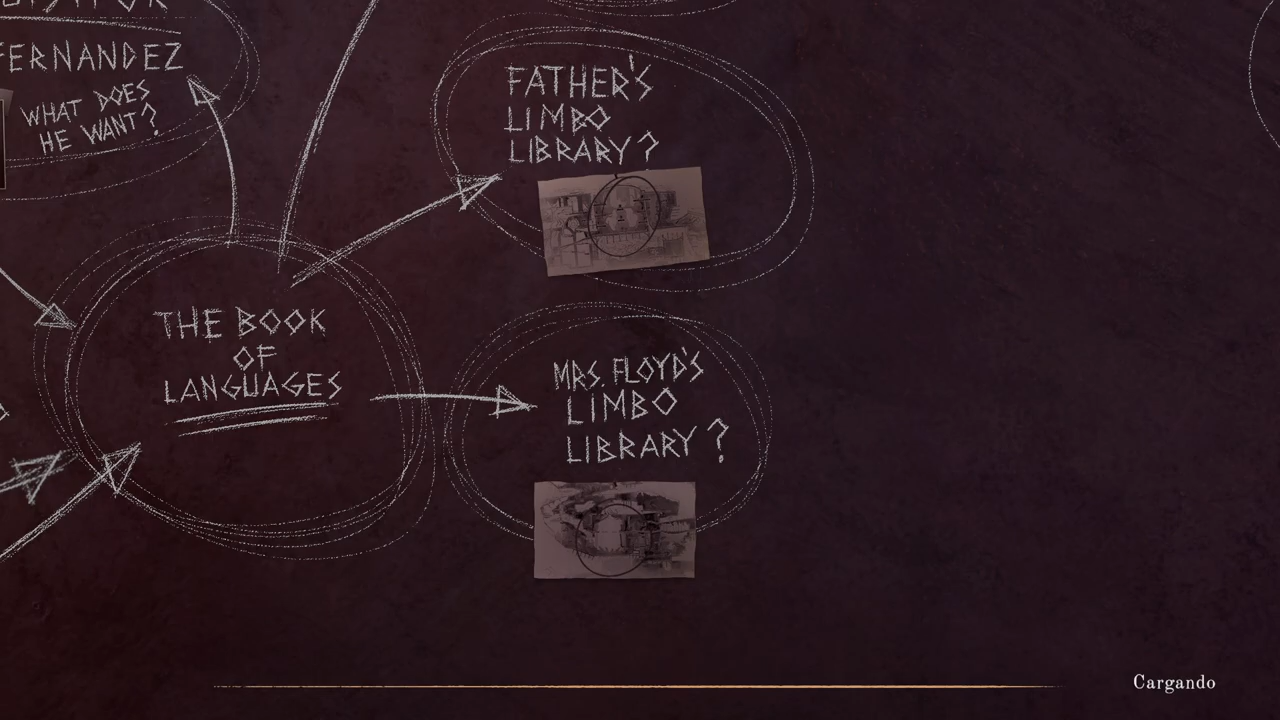 FERNANDEZ
WHAT DOES
HE WANT?
FATHER'S
LIMBO
LIBRARY?
THE BOOK
OF
LANGUAGES
MRS. FLOYD'S
LIMBO
LIBRARY?
Cargando